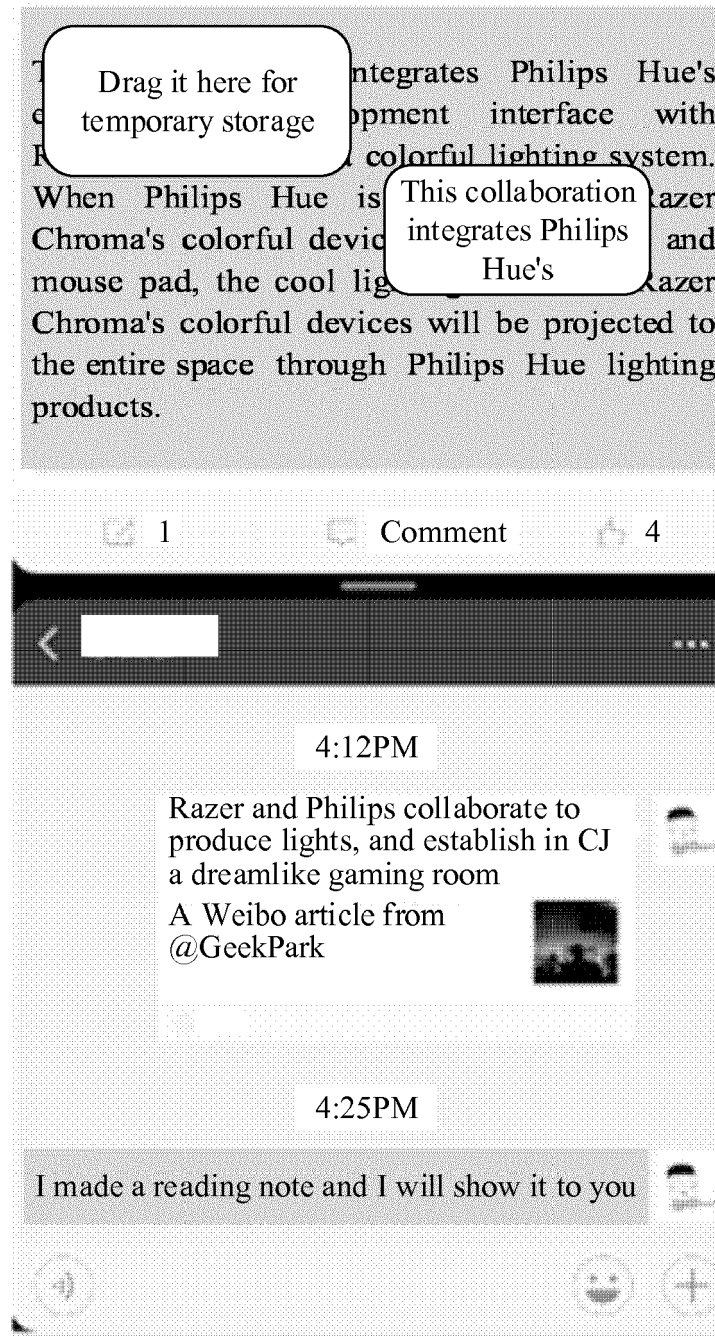 Drag it here for
temporary storage
ntegrates Philips Hue's
opment interface with
colorful lighting system.
When Philips Hue is
This collaboration
integrates Philips
Hue's
Razer
Chroma's colorful devic and
mouse pad, the cool lig Razer
Chroma's colorful devices will be projected to
the entire space through Philips Hue lighting
products.
1 Comment 4
4:12PM
Razer and Philips collaborate to
produce lights, and establish in CJ
a dreamlike gaming room
A Weibo article from
@GeekPark
4:25PM
I made a reading note and I will show it to you